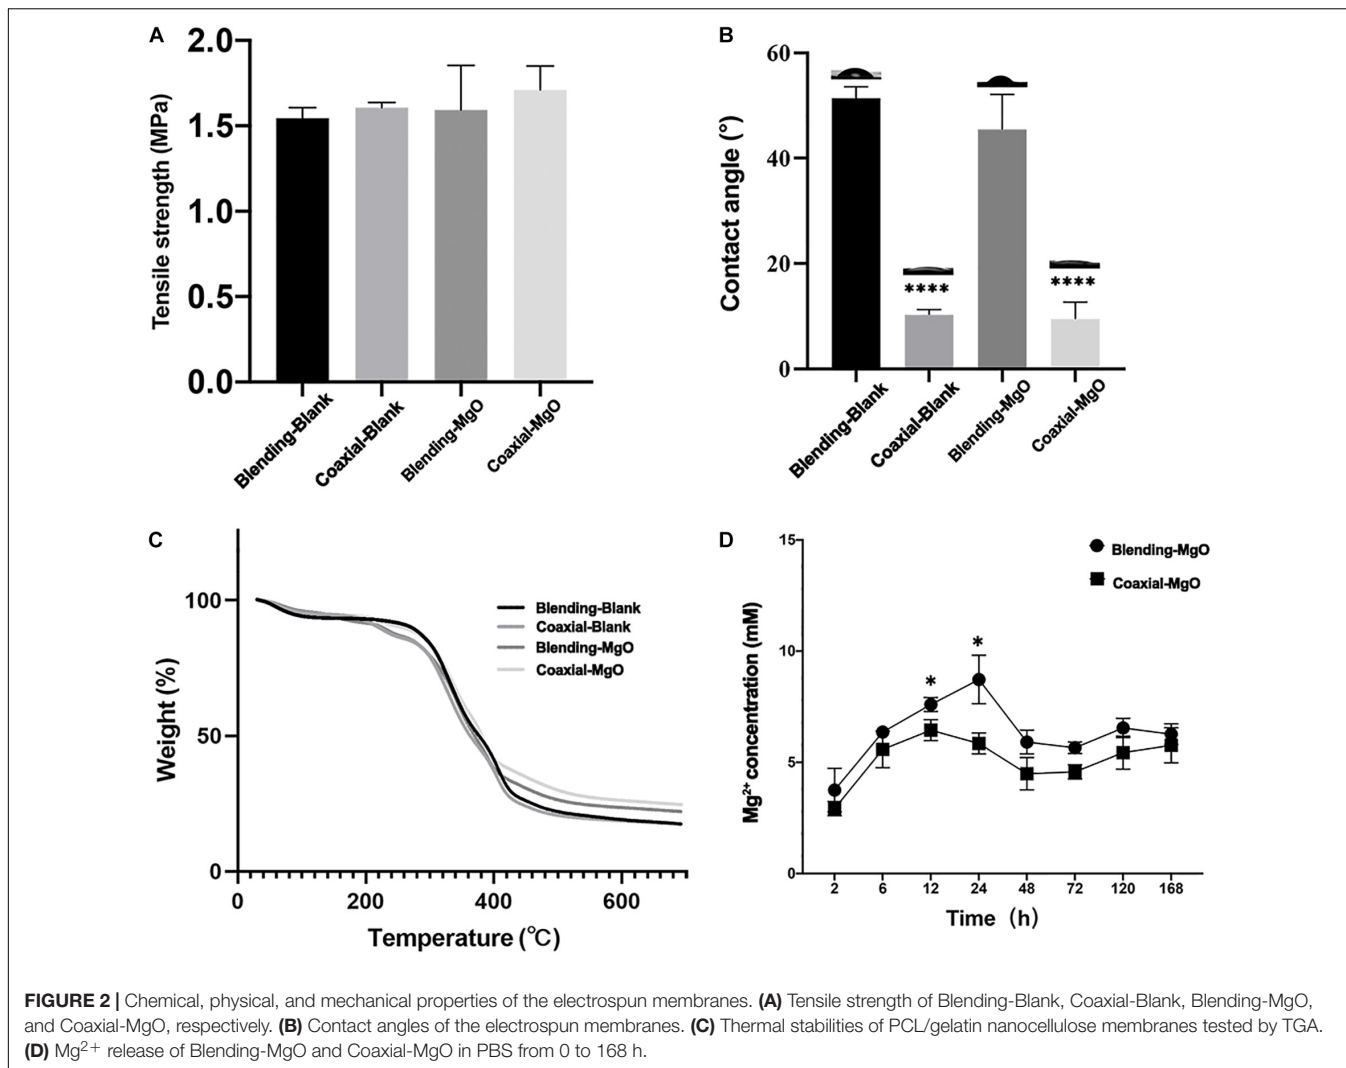 A
2.0
1.5
1.0
0.5
0.0
Tensile strength (MPa)
Blending-Blank
Coaxial-Blank
Blending-MgO
Coaxial-MgO
B
60
40
20
0
Contact angle (°)
****
****
Blending-Blank
Coaxial-Blank
Blending-MgO
Coaxial-MgO
C
100
50
0
Weight (%)
Blending-Blank
Coaxial-Blank
Blending-MgO
Coaxial-MgO
0 200 400 600
Temperature (℃)
D
15
10
5
0
Mg²⁺ concentration (mM)
Blending-MgO
Coaxial-MgO
*
*
2 6 12 24 48 72 120 168
Time (h)
FIGURE 2 | Chemical, physical, and mechanical properties of the electrospun membranes. (A) Tensile strength of Blending-Blank, Coaxial-Blank, Blending-MgO,
and Coaxial-MgO, respectively. (B) Contact angles of the electrospun membranes. (C) Thermal stabilities of PCL/gelatin nanocellulose membranes tested by TGA.
(D) Mg²⁺ release of Blending-MgO and Coaxial-MgO in PBS from 0 to 168 h.